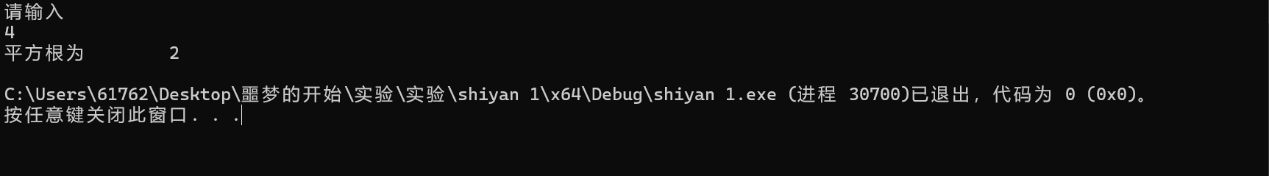 请输入
4
平方根为        2
C:\Users\61762\Desktop\噩梦的开始\实验\实验\shiyan 1\x64\Debug\shiyan 1.exe (进程 30700)已退出，代码为 0 (0x0)。
按任意键关闭此窗口. . .